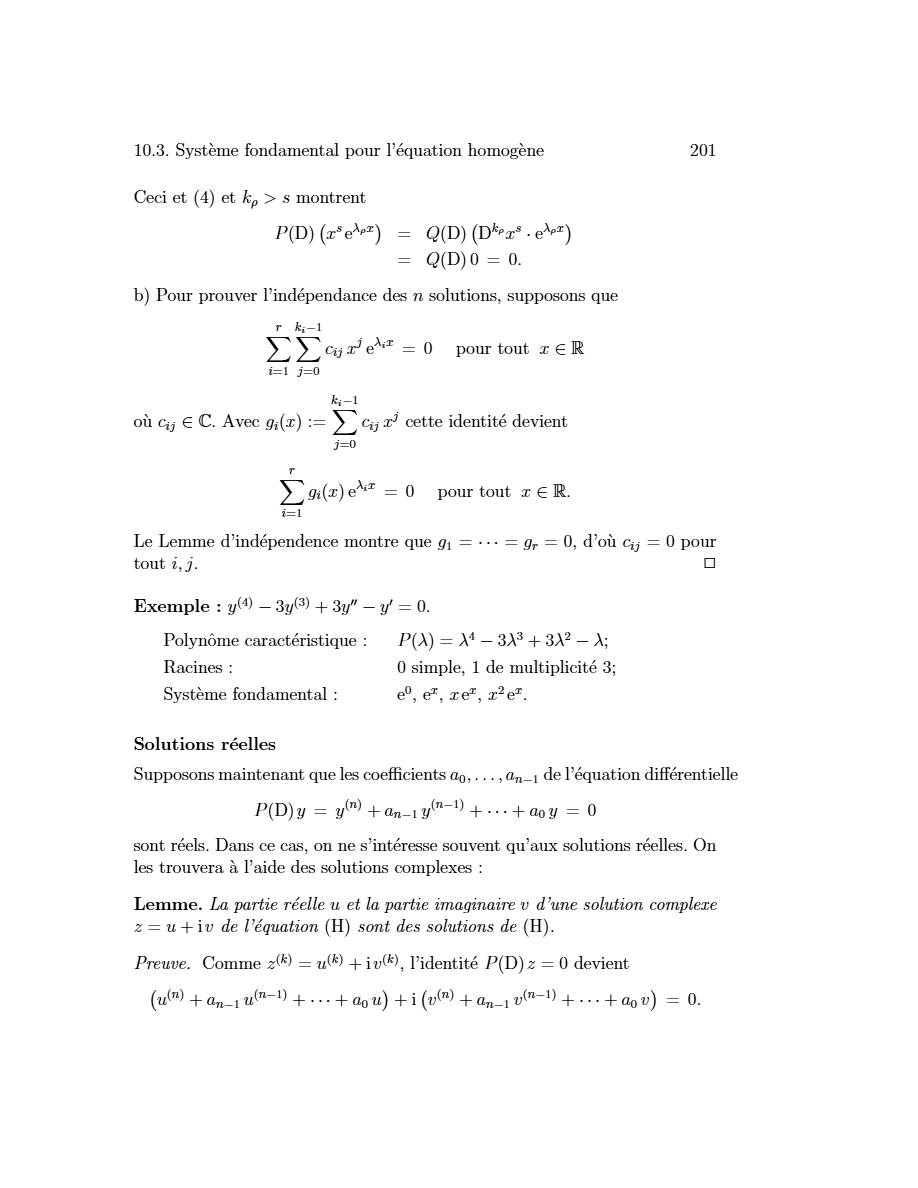 10.3. Système fondamental pour l'équation homogène 201
Ceci et (4) et k_ρ > s montrent
P(D) (x^s e^{λ_ρ x}) = Q(D) (D^{k_ρ} x^s · e^{λ_ρ x})
= Q(D) 0 = 0.
b) Pour prouver l'indépendance des n solutions, supposons que
∑_{i=1}^{r} ∑_{j=0}^{k_i−1} c_{ij} x^j e^{λ_i x} = 0 pour tout x ∈ ℝ
où c_{ij} ∈ ℂ. Avec g_i(x) := ∑_{j=0}^{k_i−1} c_{ij} x^j cette identité devient
∑_{i=1}^{r} g_i(x) e^{λ_i x} = 0 pour tout x ∈ ℝ.
Le Lemme d'indépendance montre que g_1 = ··· = g_r = 0, d'où c_{ij} = 0 pour
tout i, j. □
Exemple : y^{(4)} − 3y^{(3)} + 3y″ − y′ = 0.
Polynôme caractéristique : P(λ) = λ^4 − 3λ^3 + 3λ^2 − λ;
Racines : 0 simple, 1 de multiplicité 3;
Système fondamental : e^0, e^x, x e^x, x^2 e^x.
Solutions réelles
Supposons maintenant que les coefficients a_0, . . . , a_{n−1} de l'équation différentielle
P(D) y = y^{(n)} + a_{n−1} y^{(n−1)} + ··· + a_0 y = 0
sont réels. Dans ce cas, on ne s'intéresse souvent qu'aux solutions réelles. On
les trouvera à l'aide des solutions complexes :
Lemme. La partie réelle u et la partie imaginaire v d'une solution complexe
z = u + i v de l'équation (H) sont des solutions de (H).
Preuve. Comme z^{(k)} = u^{(k)} + i v^{(k)}, l'identité P(D) z = 0 devient
(u^{(n)} + a_{n−1} u^{(n−1)} + ··· + a_0 u) + i (v^{(n)} + a_{n−1} v^{(n−1)} + ··· + a_0 v) = 0.